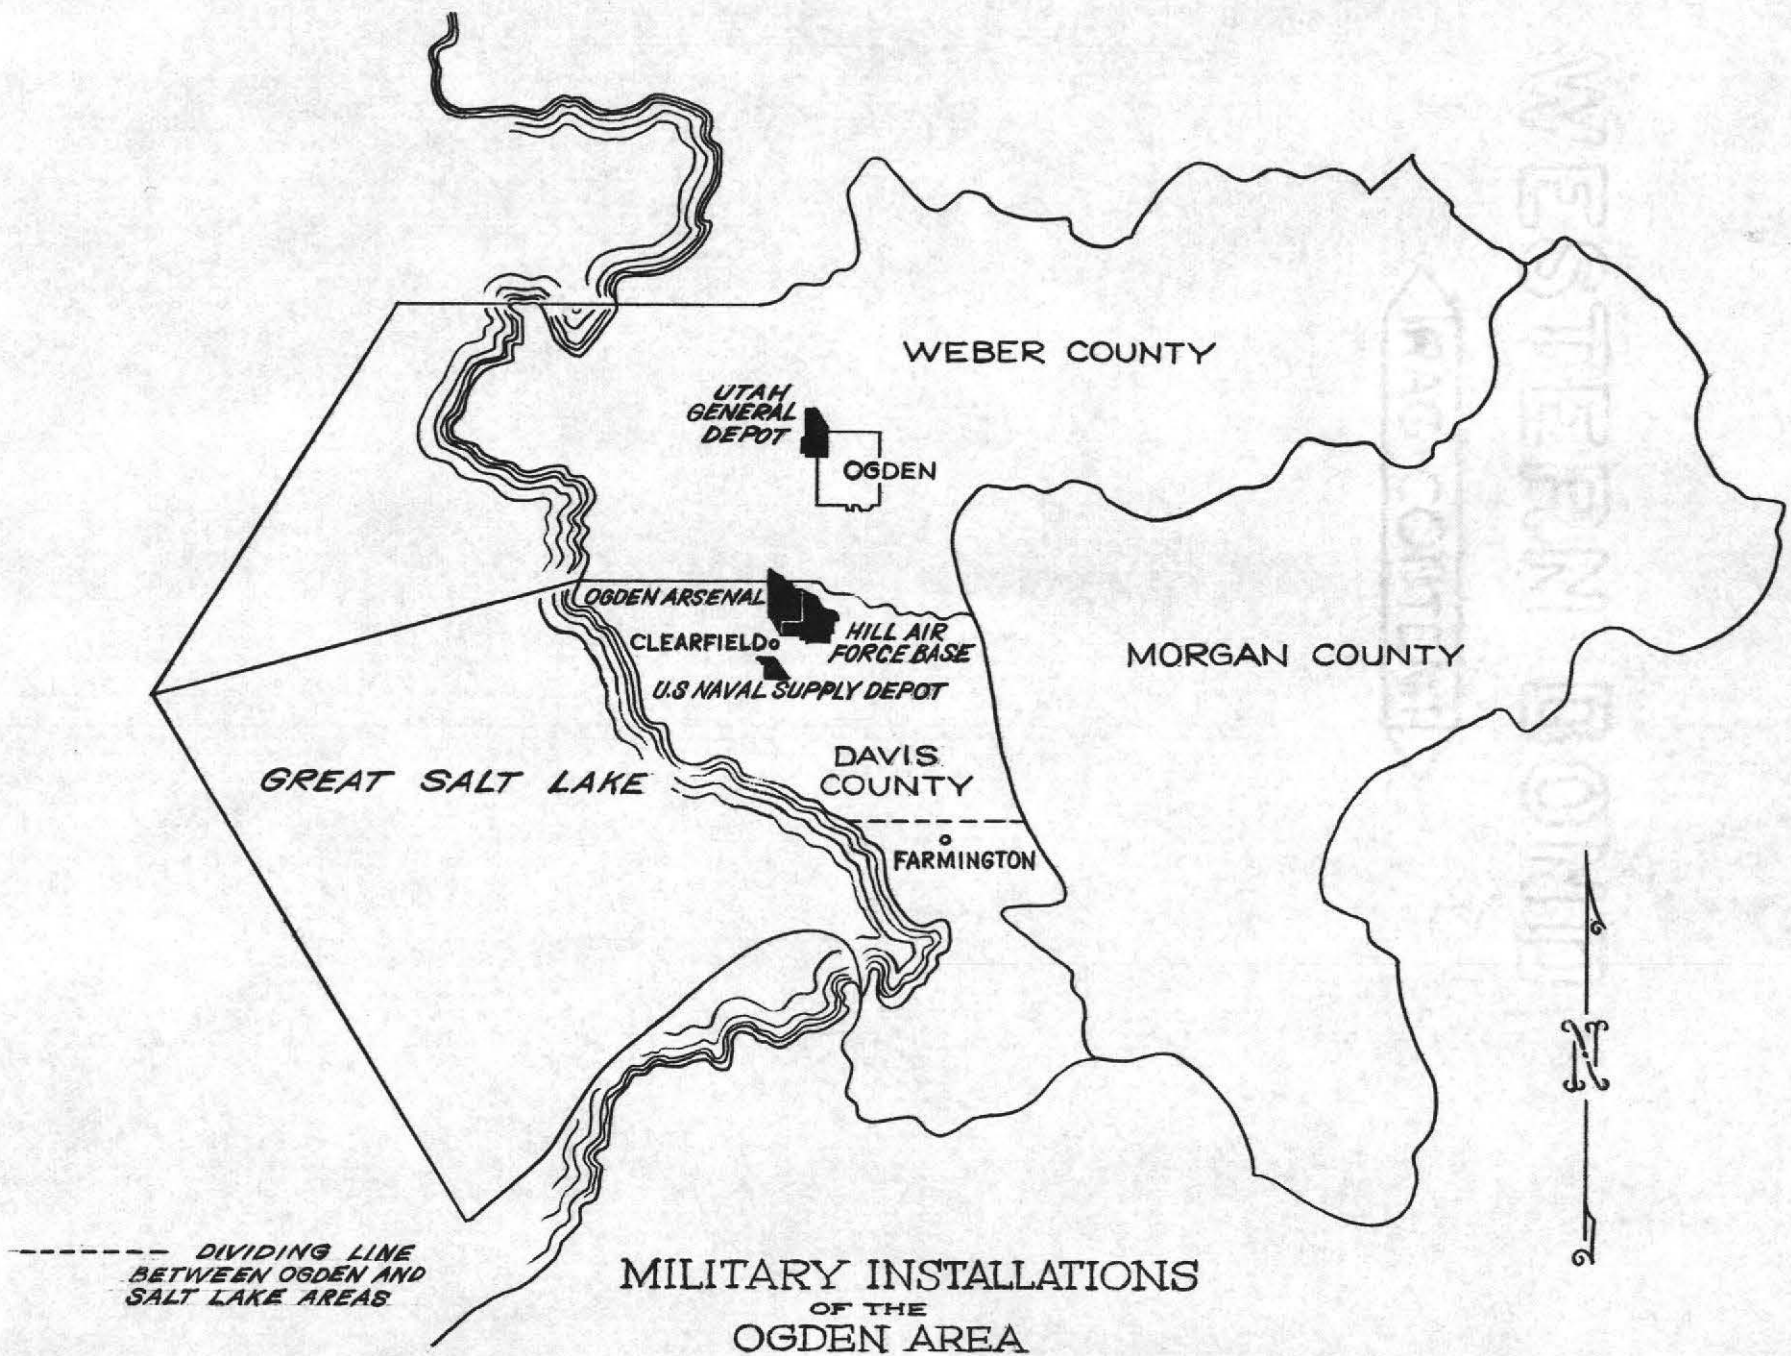 WEBER COUNTY
UTAH
GENERAL
DEPOT
OGDEN
OGDEN ARSENAL
CLEARFIELD
HILL AIR
FORCE BASE
U.S NAVAL SUPPLY DEPOT
MORGAN COUNTY
GREAT SALT LAKE
DAVIS
COUNTY
FARMINGTON
N
DIVIDING LINE
BETWEEN OGDEN AND
SALT LAKE AREAS
MILITARY INSTALLATIONS
OF THE
OGDEN AREA